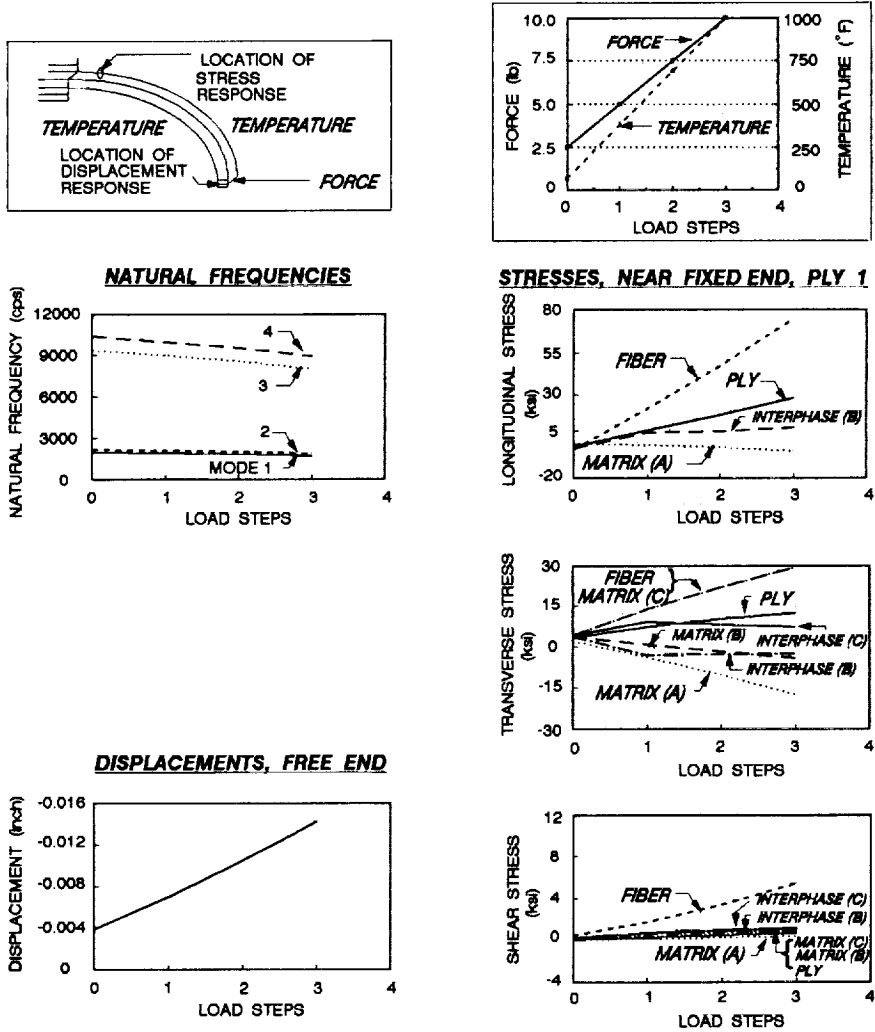 LOCATION OF
STRESS
RESPONSE
TEMPERATURE
TEMPERATURE
LOCATION OF
DISPLACEMENT
RESPONSE
FORCE
FORCE (lb)
10.0
7.5
5.0
2.5
0
FORCE
TEMPERATURE
1000
750
500
250
0
TEMPERATURE (°F)
0 1 2 3 4
LOAD STEPS
NATURAL FREQUENCIES
NATURAL FREQUENCY (cps)
12000
9000
6000
3000
0
4
3
2
MODE 1
0 1 2 3 4
LOAD STEPS
STRESSES, NEAR FIXED END, PLY 1
LONGITUDINAL STRESS
(ksi)
80
55
30
5
-20
FIBER
PLY
INTERPHASE (B)
MATRIX (A)
0 1 2 3 4
LOAD STEPS
TRANSVERSE STRESS
(ksi)
30
15
0
-15
-30
FIBER
MATRIX (C)
PLY
MATRIX (B)
INTERPHASE (C)
INTERPHASE (B)
MATRIX (A)
0 1 2 3 4
LOAD STEPS
DISPLACEMENTS, FREE END
DISPLACEMENT (inch)
-0.016
-0.012
-0.008
-0.004
0
0 1 2 3 4
LOAD STEPS
SHEAR STRESS
(ksi)
12
8
4
0
-4
FIBER
INTERPHASE (C)
INTERPHASE (B)
MATRIX (A)
MATRIX (C)
MATRIX (B)
PLY
0 1 2 3 4
LOAD STEPS